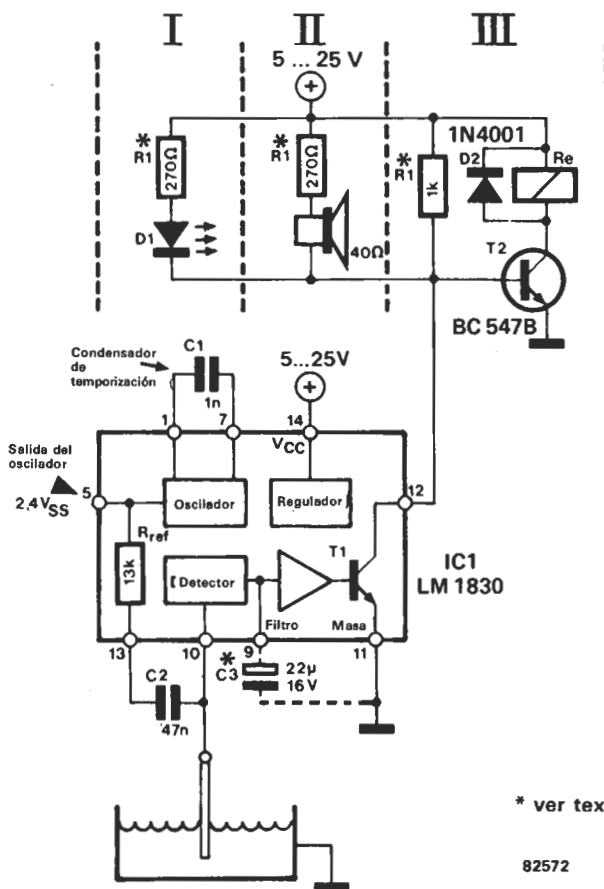 I II III
5 ... 25 V
+
1N4001
* R1 270Ω
* R1 270Ω
* R1 1k
D2
Re
D1
40Ω
T2
BC 547B
Condensador de temporización
C1
1n
5...25V
+
1
7
14
VCC
Salida del oscilador
5
2,4VSS
Oscilador
Regulador
12
Rref
13k
Detector
T1
IC1
LM 1830
Filtro
Masa
13
10
9
11
* C3
22μ
16V
C2
47n
* ver tex
82572